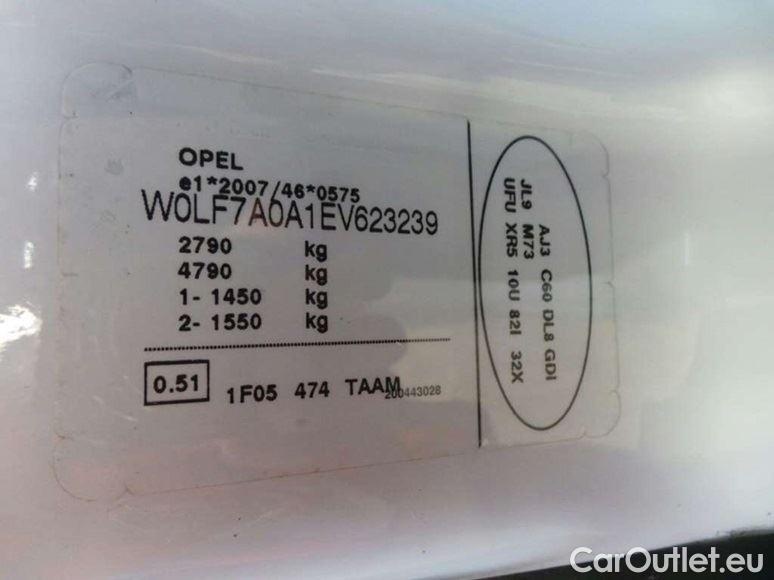 OPEL
e1*2007/46*0575
W0LF7A0A1EV623239
2790 kg
4790 kg
1- 1450 kg
2- 1550 kg
0.51 1F05 474 TAAM
200443028
AJ3 C60 DL8 GDI
JL9 M73
UFU XR5 10U 82I 32X
CarOutlet.eu